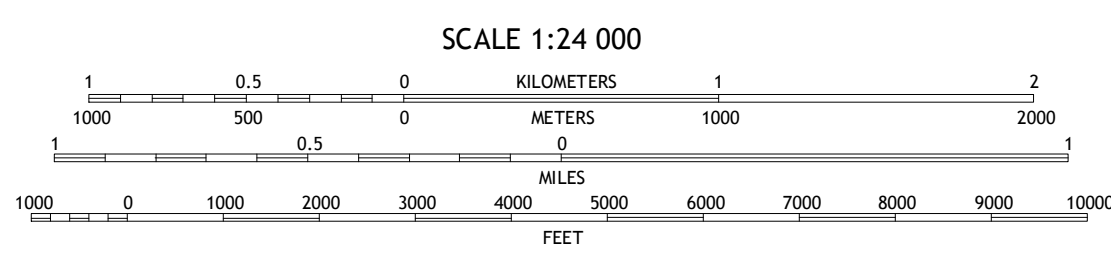 SCALE 1:24 000
1 0.5 0 KILOMETERS 1 2
1000 500 0 METERS 1000 2000
1 0.5 0 1
MILES
1000 0 1000 2000 3000 4000 5000 6000 7000 8000 9000 10000
FEET